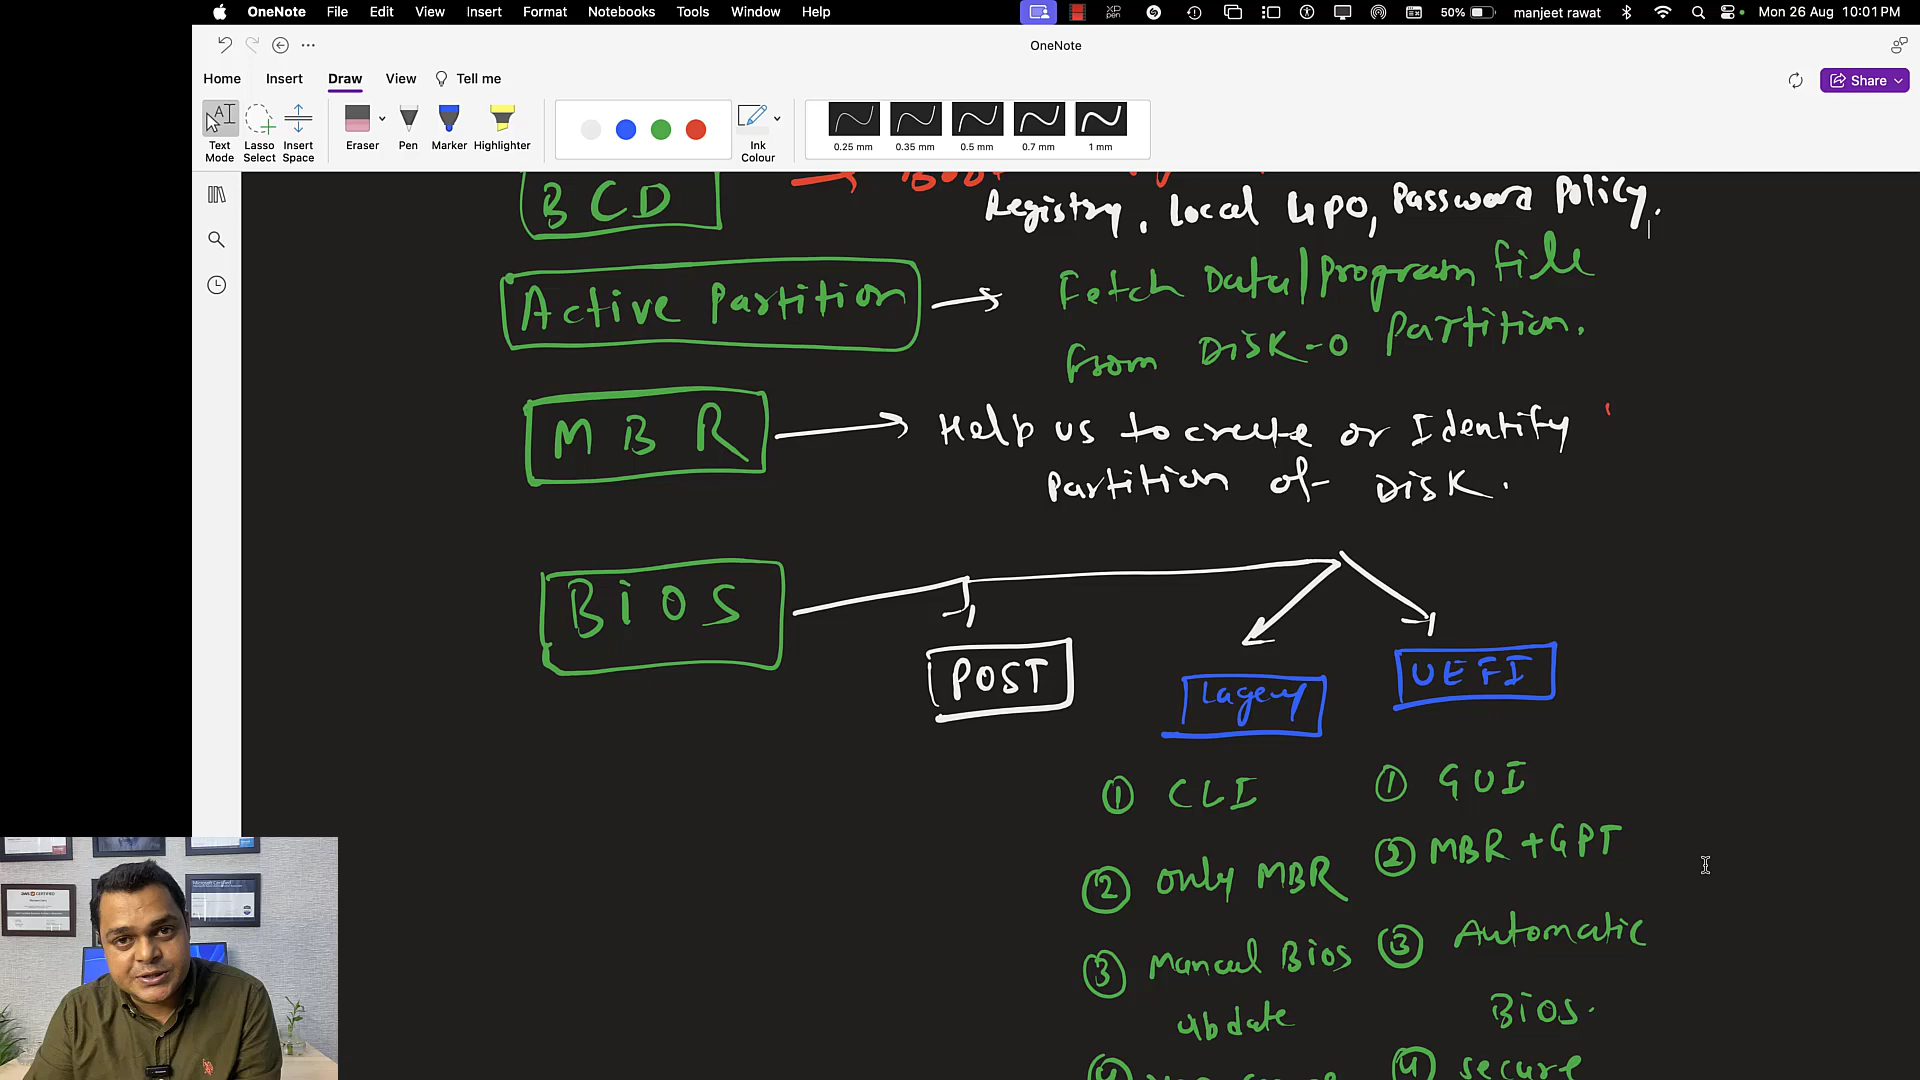 OneNote File Edit View Insert Format Notebooks Tools Window Help
50% manjeet rawat Mon 26 Aug 10:01 PM
OneNote
Home Insert Draw View Tell me
Share
Text Mode
Lasso Select
Insert Space
Eraser
Pen
Marker
Highlighter
Ink Colour
0.25 mm 0.35 mm 0.5 mm 0.7 mm 1 mm
BCD
Registry, Local GPO, Password Policy.
Active Partition
Fetch Data/Program file
from Disk-0 Partition.
MBR
Help us to create or Identify
Partition of Disk.
BiOS
POST
Lagecy
UEFI
① CLI
① GUI
② only MBR
② MBR + GPT
③ Manual Bios
update
③ Automatic
BiOS.
④
④ secure